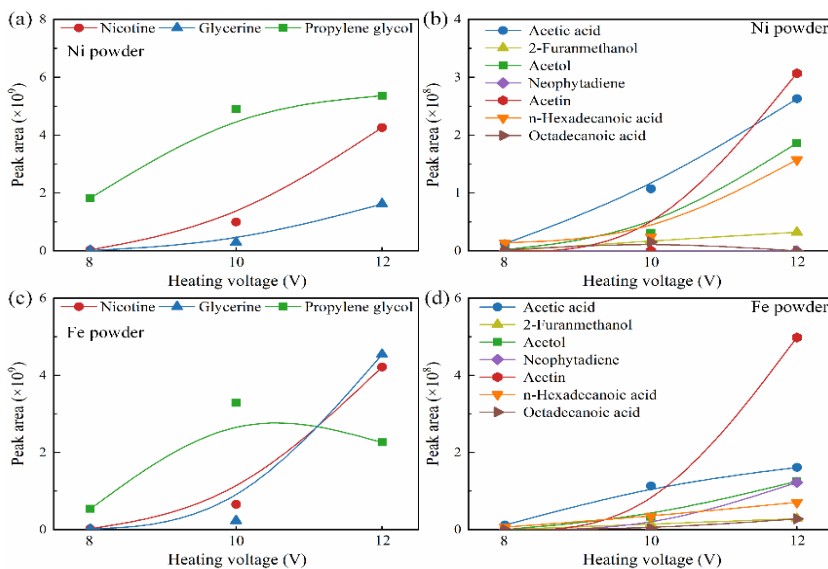 (a)
Nicotine Glycerine Propylene glycol
Ni powder
Peak area (×10⁹)
8
6
4
2
0
8 10 12
Heating voltage (V)
(b)
Ni powder
Acetic acid
2-Furanmethanol
Acetol
Neophytadiene
Acetin
n-Hexadecanoic acid
Octadecanoic acid
Peak area (×10⁸)
4
3
2
1
0
8 10 12
Heating voltage (V)
(c)
Nicotine Glycerine Propylene glycol
Fe powder
Peak area (×10⁹)
6
4
2
0
8 10 12
Heating voltage (V)
(d)
Fe powder
Acetic acid
2-Furanmethanol
Acetol
Neophytadiene
Acetin
n-Hexadecanoic acid
Octadecanoic acid
Peak area (×10⁸)
6
4
2
0
8 10 12
Heating voltage (V)